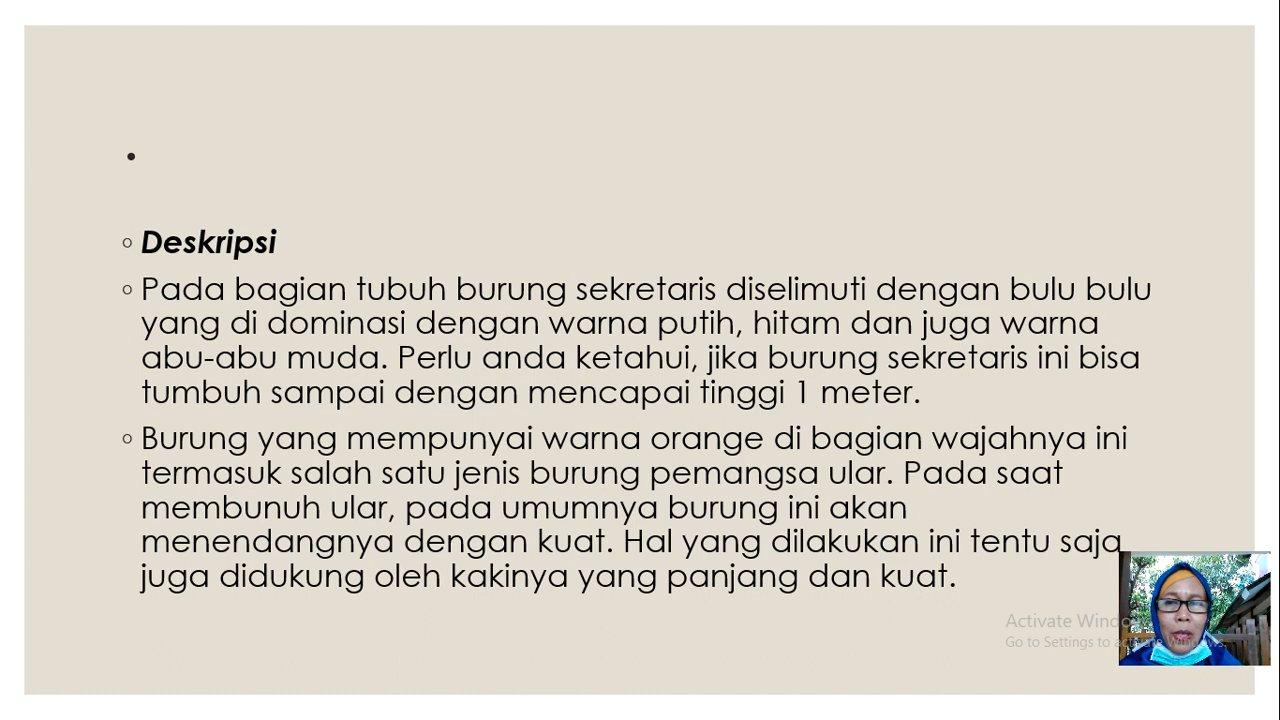 Deskripsi
Pada bagian tubuh burung sekretaris diselimuti dengan bulu bulu
yang di dominasi dengan warna putih, hitam dan juga warna
abu-abu muda. Perlu anda ketahui, jika burung sekretaris ini bisa
tumbuh sampai dengan mencapai tinggi 1 meter.
Burung yang mempunyai warna orange di bagian wajahnya ini
termasuk salah satu jenis burung pemangsa ular. Pada saat
membunuh ular, pada umumnya burung ini akan
menendangnya dengan kuat. Hal yang dilakukan ini tentu saja
juga didukung oleh kakinya yang panjang dan kuat.
Activate
Go to Settings to